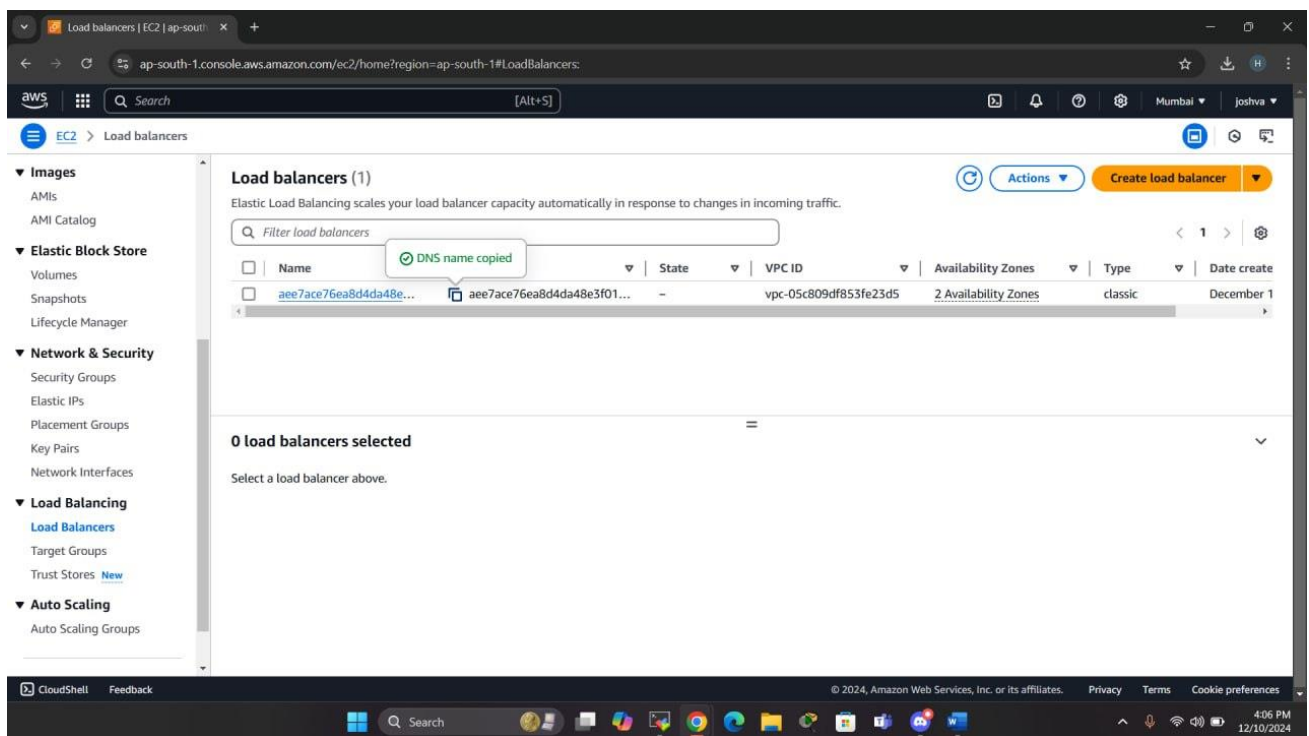 Load balancers | EC2 | ap-south
ap-south-1.console.aws.amazon.com/ec2/home?region=ap-south-1#LoadBalancers:
H
aws
Search
[Alt+S]
Mumbai
joshva
EC2 > Load balancers
Images
AMIs
AMI Catalog
Elastic Block Store
Volumes
Snapshots
Lifecycle Manager
Network & Security
Security Groups
Elastic IPs
Placement Groups
Key Pairs
Network Interfaces
Load Balancing
Load Balancers
Target Groups
Trust Stores New
Auto Scaling
Auto Scaling Groups
Load balancers (1)
Actions
Create load balancer
Elastic Load Balancing scales your load balancer capacity automatically in response to changes in incoming traffic.
Filter load balancers
1
DNS name copied
Name State VPC ID Availability Zones Type Date create
aee7ace76ea8d4da48e... aee7ace76ea8d4da48e3f01... – vpc-05c809df853fe23d5 2 Availability Zones classic December 1
0 load balancers selected
Select a load balancer above.
CloudShell Feedback
© 2024, Amazon Web Services, Inc. or its affiliates. Privacy Terms Cookie preferences
Search
4:06 PM
12/10/2024